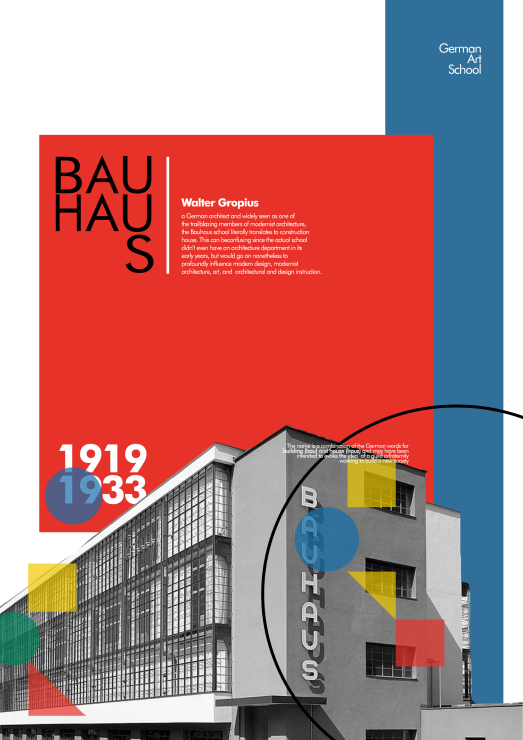 German
Art
School
BAU
HAU
S
Walter Gropius
a German architect and widely seen as one of
the trailblazing members of modernist architecture,
the Bauhaus school literally translates to construction
house. This can beconfusing since the actual school
didn't even have an architecture department in its
early years, but would go on nonetheless to
profoundly influence modern design, modernist
architecture, art, and architectural and design instruction.
1919
1933
The name is a combination of the German words for
building (bau) and house (haus) and may have been
intended to evoke the idea of a guild orfraternity
working to build a new society
BAUHAUS